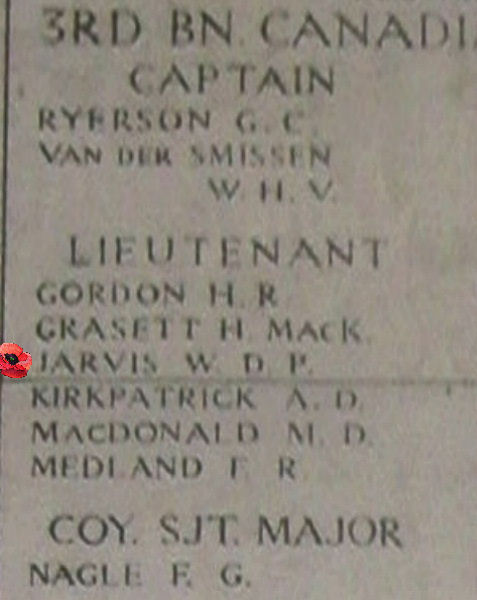 3RD BN. CANADI
CAPTAIN
RYERSON G. C.
VAN DER SMISSEN
W. H. V.
LIEUTENANT
GORDON H. R.
GRASETT H. MACK.
JARVIS W. D. P.
KIRKPATRICK A. D.
MACDONALD M. D.
MEDLAND F. R.
COY. SJT. MAJOR
NAGLE F. G.